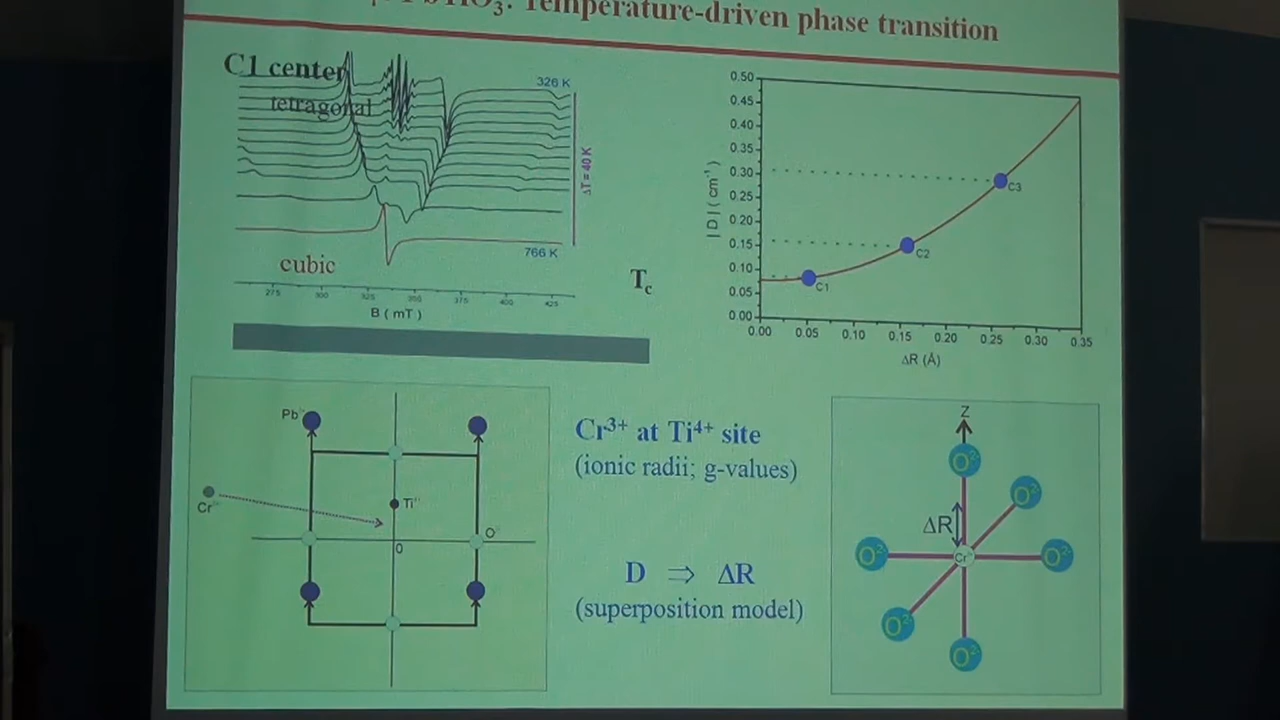 PbTiO3: Temperature-driven phase transition
C1 center
tetragonal
326 K
ΔT = 40 K
766 K
cubic
275 300 325 350 375 400 425
B ( mT )
Tc
0.50
0.45
0.40
0.35
0.30
0.25
0.20
0.15
0.10
0.05
0.00
| D | ( cm-1 )
C3
C2
C1
0.00 0.05 0.10 0.15 0.20 0.25 0.30 0.35
ΔR (Å)
Pb
Cr
Ti
O
0
Cr3+ at Ti4+ site
(ionic radii; g-values)
D ⇒ ΔR
(superposition model)
Z
O2-
O2-
ΔR
O2-
Cr
O2-
O2-
O2-